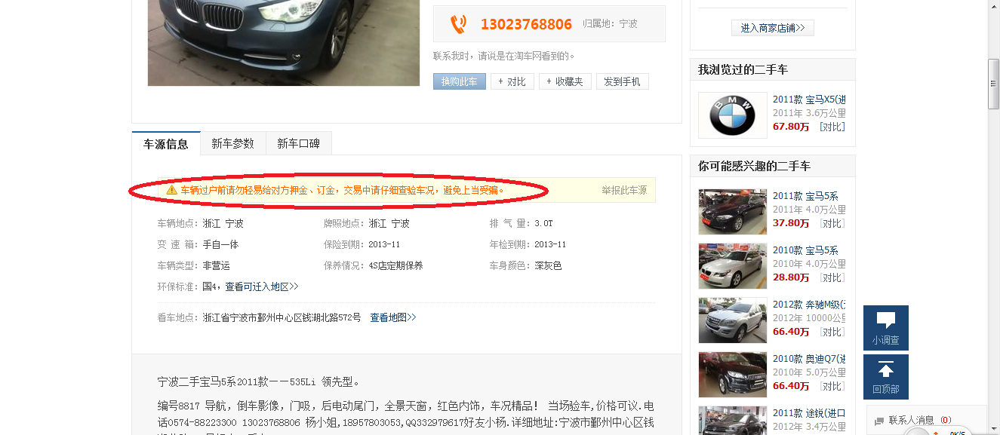 13023768806 归属地：宁波
联系我时，请说是在淘车网看到的。
换购此车 + 对比 + 收藏夹 发到手机
车源信息 新车参数 新车口碑
车辆过户前请勿轻易给对方押金、订金，交易中请仔细查验车况，避免上当受骗。 举报此车源
车辆地点：浙江 宁波 牌照地点：浙江 宁波 排 气 量：3.0T
变 速 箱：手自一体 保险到期：2013-11 年检到期：2013-11
车辆类型：非营运 保养情况：4S店定期保养 车身颜色：深灰色
环保标准：国4，查看可迁入地区>>
看车地点：浙江省宁波市鄞州中心区钱湖北路572号 查看地图>>
宁波二手宝马5系2011款——535Li 领先型。
编号8817 导航，倒车影像，门吸，后电动尾门，全景天窗，红色内饰，车况精品！ 当场验车,价格可议.电
话0574-88223300 13023768806 杨小姐,18957803053,QQ332979617好友小杨.详细地址:宁波市鄞州中心区钱
进入商家店铺>>
我浏览过的二手车
BMW
2011款 宝马X5(进
2011年 3.6万公里
67.80万 [对比]
你可能感兴趣的二手车
2011款 宝马5系
2011年 4.0万公里
37.80万 [对比]
2010款 宝马5系
2010年 4.0万公里
28.80万 [对比]
2012款 奔驰M级(
2012年 10000公里
66.40万 [对比]
2010款 奥迪Q7(进
2010年 5.0万公里
66.40万 [对比]
2011款 途锐(进口
2012年 3.4万公里
小调查
回顶部
联系人消息 (0)
0K/S